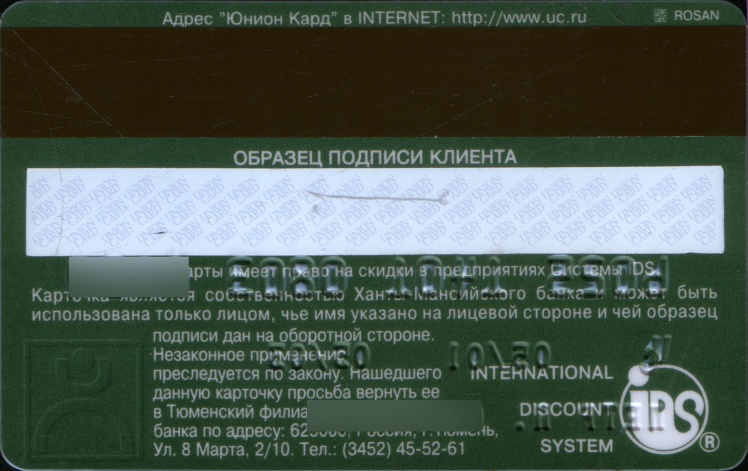 Адрес "Юнион Кард" в INTERNET: http://www.uc.ru
ROSAN
ОБРАЗЕЦ ПОДПИСИ КЛИЕНТА
имеет право на скидки в предприятиях Системы IDS.
Карточка является собственностью Ханты-Мансийского банка и может быть
использована только лицом, чье имя указано на лицевой стороне и чей образец
подписи дан на оборотной стороне.
Незаконное применение
преследуется по закону. Нашедшего
данную карточку просьба вернуть ее
в Тюменский
банка по адресу: Россия, г.Тюмень,
Ул. 8 Марта, 2/10. Тел.: (3452) 45-52-61
INTERNATIONAL
DISCOUNT
SYSTEM
iDS ®